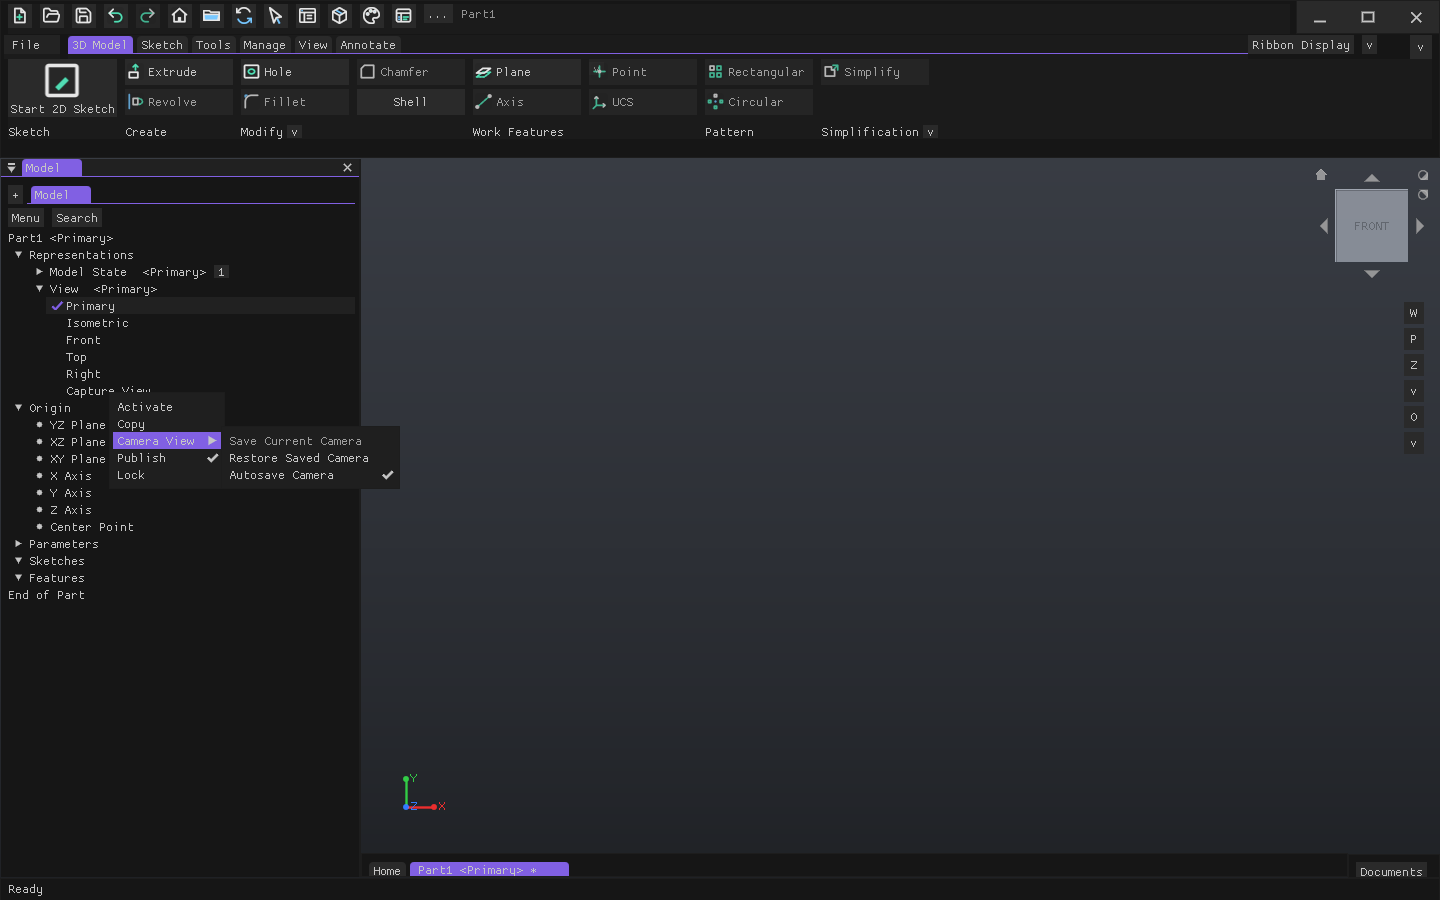 ... Part1
File 3D Model Sketch Tools Manage View Annotate Ribbon Display v v
Extrude Hole Chamfer Plane Point Rectangular Simplify
Start 2D Sketch Revolve Fillet Shell Axis UCS Circular
Sketch Create Modify v Work Features Pattern Simplification v
Model
+ Model
Menu Search
Part1 <Primary>
Representations
Model State <Primary> 1
View <Primary>
Primary
Isometric
Front
Top
Right
Capture View
Origin
YZ Plane
XZ Plane
XY Plane
X Axis
Y Axis
Z Axis
Center Point
Parameters
Sketches
Features
End of Part
Activate
Copy
Camera View
Publish
Lock
Save Current Camera
Restore Saved Camera
Autosave Camera
FRONT
W
P
Z
v
O
v
Y
Z X
Home Part1 <Primary> * Documents
Ready